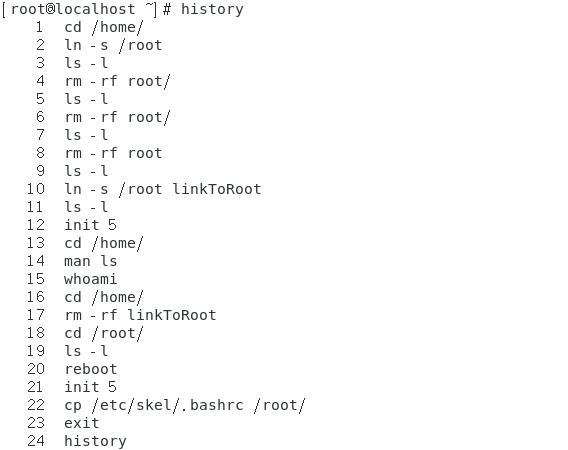 [root@localhost ~]# history
1 cd /home/
2 ln -s /root
3 ls -l
4 rm -rf root/
5 ls -l
6 rm -rf root/
7 ls -l
8 rm -rf root
9 ls -l
10 ln -s /root linkToRoot
11 ls -l
12 init 5
13 cd /home/
14 man ls
15 whoami
16 cd /home/
17 rm -rf linkToRoot
18 cd /root/
19 ls -l
20 reboot
21 init 5
22 cp /etc/skel/.bashrc /root/
23 exit
24 history